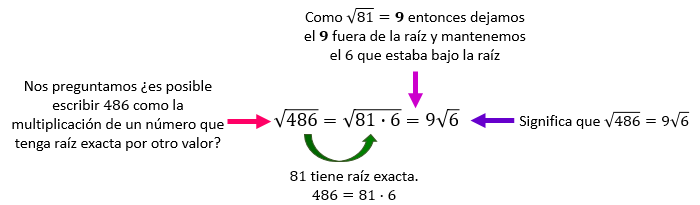 Como √81 = 9 entonces dejamos
el 9 fuera de la raíz y mantenemos
el 6 que estaba bajo la raíz
Nos preguntamos ¿es posible
escribir 486 como la
multiplicación de un número que
tenga raíz exacta por otro valor?
√486 = √81 · 6 = 9√6
Significa que √486 = 9√6
81 tiene raíz exacta.
486 = 81 · 6